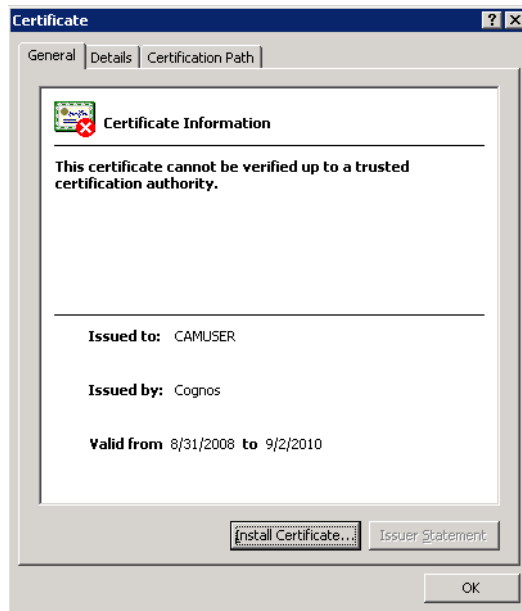 Certificate
General Details Certification Path
Certificate Information
This certificate cannot be verified up to a trusted
certification authority.
Issued to: CAMUSER
Issued by: Cognos
Valid from 8/31/2008 to 9/2/2010
Install Certificate... Issuer Statement
OK